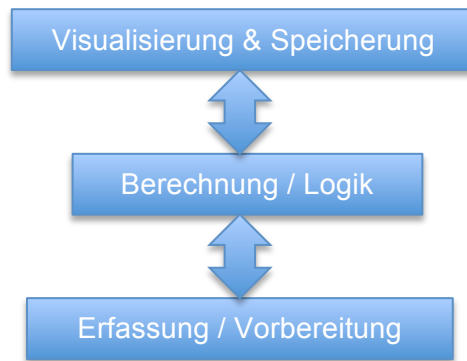 Visualisierung & Speicherung
Berechnung / Logik
Erfassung / Vorbereitung